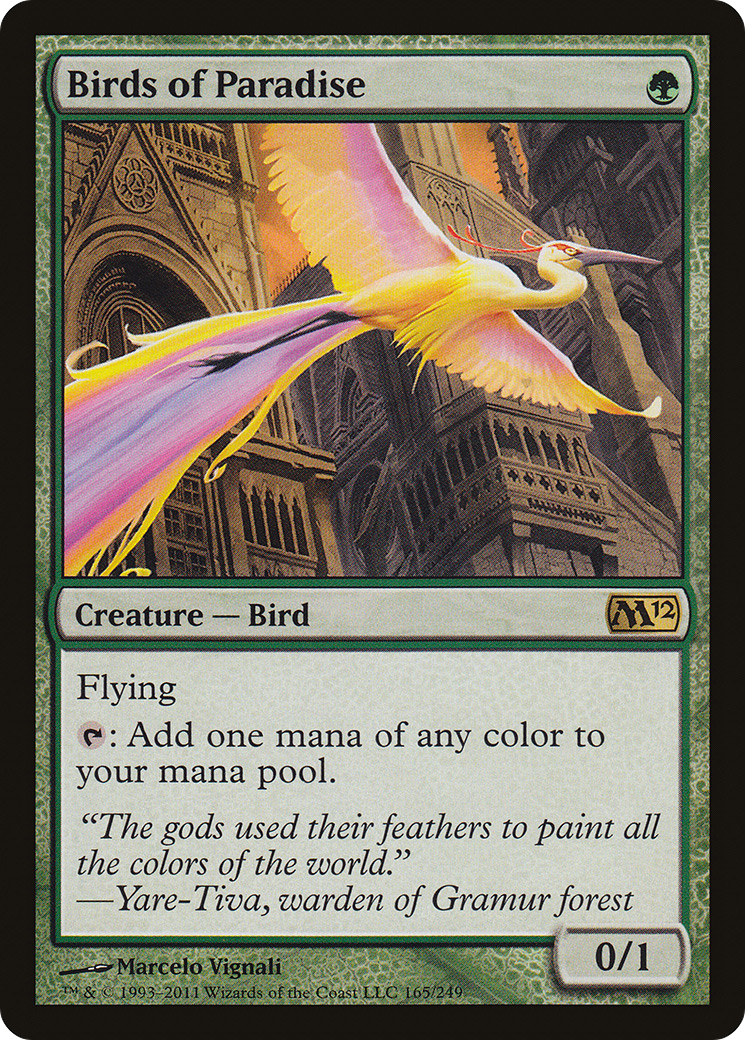 Birds of Paradise
Creature — Bird
M12
Flying
: Add one mana of any color to
your mana pool.
“The gods used their feathers to paint all
the colors of the world.”
—Yare-Tiva, warden of Gramur forest
0/1
Marcelo Vignali
™ & © 1993–2011 Wizards of the Coast LLC 165/249